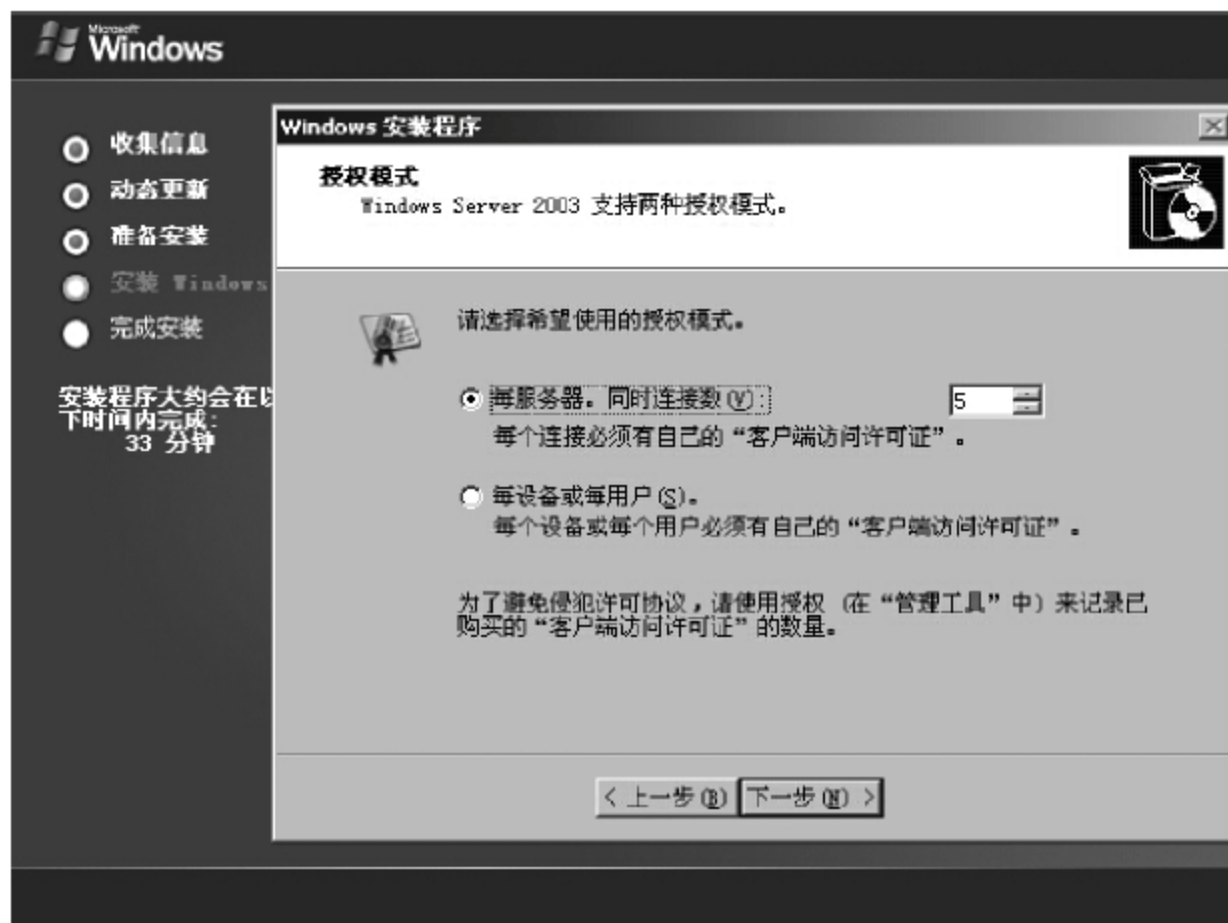 Microsoft
Windows
收集信息
动态更新
准备安装
安装 Windows
完成安装
安装程序大约会在以
下时间内完成:
33 分钟
Windows 安装程序
授权模式
Windows Server 2003 支持两种授权模式。
请选择希望使用的授权模式。
每服务器。同时连接数(V): 5
每个连接必须有自己的“客户端访问许可证”。
每设备或每用户(S)。
每个设备或每个用户必须有自己的“客户端访问许可证”。
为了避免侵犯许可协议，请使用授权（在“管理工具”中）来记录已
购买的“客户端访问许可证”的数量。
< 上一步(B) 下一步(N) >